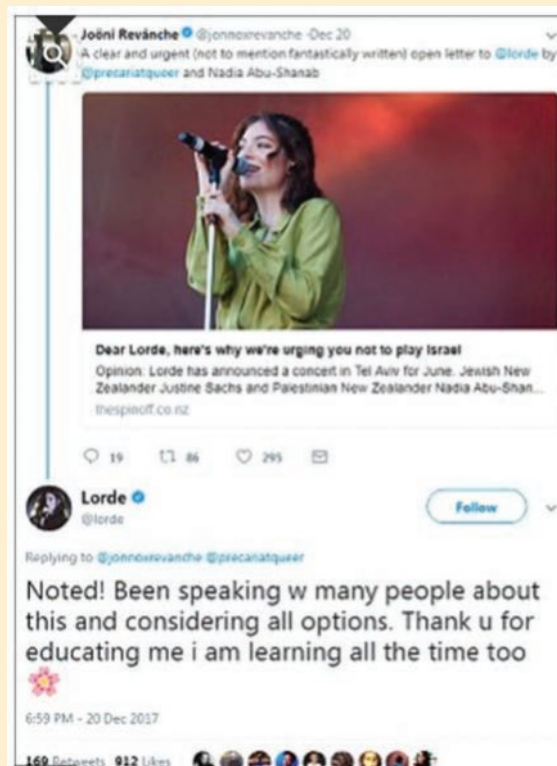 Joöni Revánche @jonnoxrevanche ·Dec 20
A clear and urgent (not to mention fantastically written) open letter to @lorde by
@precariatqueer and Nadia Abu-Shanab
Dear Lorde, here's why we're urging you not to play Israel
Opinion: Lorde has announced a concert in Tel Aviv for June. Jewish New
Zealander Justine Sachs and Palestinian New Zealander Nadia Abu-Shan...
thespinoff.co.nz
19 86 295
Lorde
@lorde
Follow
Replying to @jonnoxrevanche @precariatqueer
Noted! Been speaking w many people about
this and considering all options. Thank u for
educating me i am learning all the time too
🌸
6:59 PM - 20 Dec 2017
169 Retweets 912 Likes